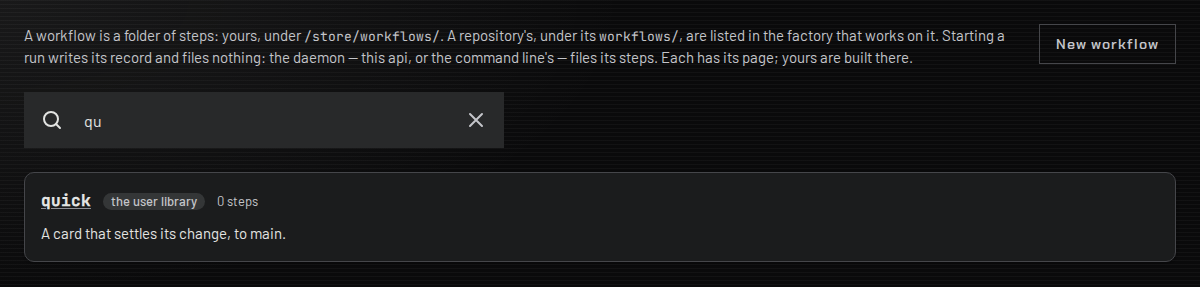 A workflow is a folder of steps: yours, under /store/workflows/. A repository's, under its workflows/, are listed in the factory that works on it. Starting a
run writes its record and files nothing: the daemon — this api, or the command line's — files its steps. Each has its page; yours are built there.
New workflow
qu
quick the user library 0 steps
A card that settles its change, to main.